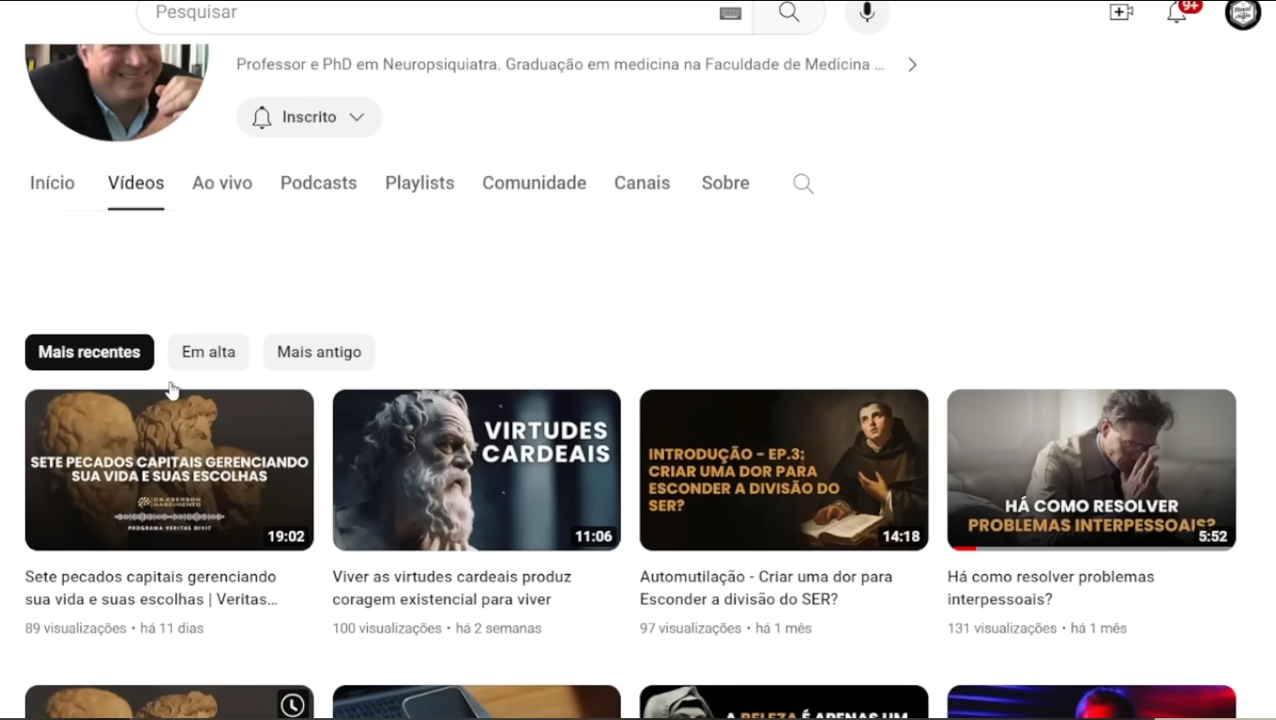 Pesquisar
9+
Professor e PhD em Neuropsiquiatra. Graduação em medicina na Faculdade de Medicina ...
Inscrito
Início Vídeos Ao vivo Podcasts Playlists Comunidade Canais Sobre
Mais recentes Em alta Mais antigo
SETE PECADOS CAPITAIS GERENCIANDO
SUA VIDA E SUAS ESCOLHAS
DR. EBERSON
NASCIMENTO
PROGRAMA VERITAS DIVIT
19:02
VIRTUDES
CARDEAIS
11:06
INTRODUÇÃO - EP.3:
CRIAR UMA DOR PARA
ESCONDER A DIVISÃO DO
SER?
14:18
HÁ COMO RESOLVER
PROBLEMAS INTERPESSOAIS?
5:52
Sete pecados capitais gerenciando
sua vida e suas escolhas | Veritas...
89 visualizações • há 11 dias
Viver as virtudes cardeais produz
coragem existencial para viver
100 visualizações • há 2 semanas
Automutilação - Criar uma dor para
Esconder a divisão do SER?
97 visualizações • há 1 mês
Há como resolver problemas
interpessoais?
131 visualizações • há 1 mês
A BELEZA É APENAS UM